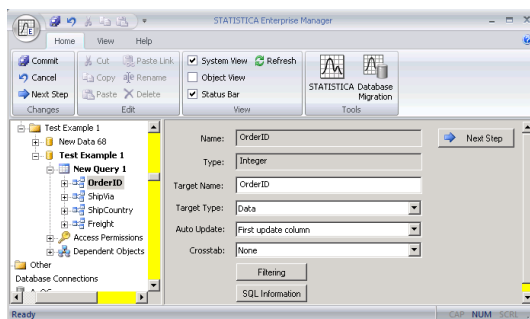 STATISTICA Enterprise Manager
Home View Help
Commit
Cancel
Next Step
Changes
Cut
Copy
Paste
Paste Link
Rename
Delete
Edit
System View
Refresh
Object View
Status Bar
View
STATISTICA Database
Migration
Tools
Test Example 1
New Data 68
Test Example 1
New Query 1
OrderID
ShipVia
ShipCountry
Freight
Access Permissions
Dependent Objects
Other
Database Connections
Name: OrderID
Type: Integer
Target Name: OrderID
Target Type: Data
Auto Update: First update column
Crosstab: None
Filtering
SQL Information
Next Step
Ready
CAP NUM SCRL